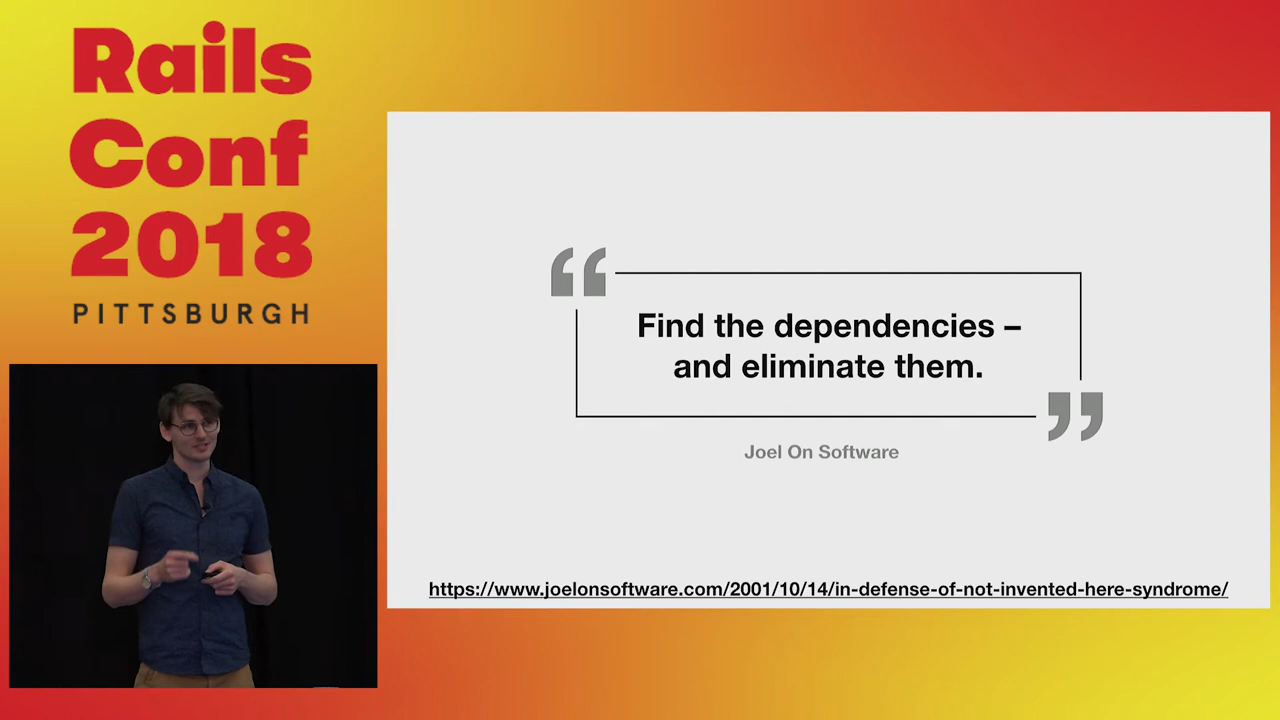 Rails
Conf
2018
PITTSBURGH
“
Find the dependencies –
and eliminate them.
”
Joel On Software
https://www.joelonsoftware.com/2001/10/14/in-defense-of-not-invented-here-syndrome/